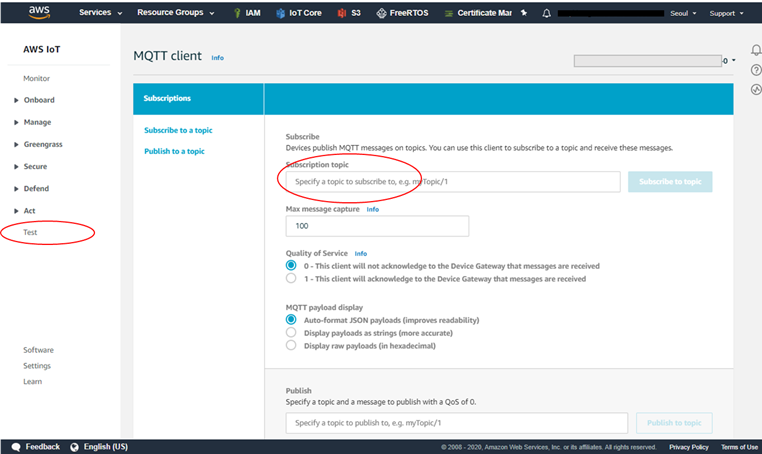 aws Services Resource Groups IAM IoT Core S3 FreeRTOS Certificate Mar Seoul Support
AWS IoT
Monitor
Onboard
Manage
Greengrass
Secure
Defend
Act
Test
Software
Settings
Learn
MQTT client Info
-0
Subscriptions
Subscribe to a topic
Publish to a topic
Subscribe
Devices publish MQTT messages on topics. You can use this client to subscribe to a topic and receive these messages.
Subscription topic
Specify a topic to subscribe to, e.g. myTopic/1 Subscribe to topic
Max message capture Info
100
Quality of Service Info
0 - This client will not acknowledge to the Device Gateway that messages are received
1 - This client will acknowledge to the Device Gateway that messages are received
MQTT payload display
Auto-format JSON payloads (improves readability)
Display payloads as strings (more accurate)
Display raw payloads (in hexadecimal)
Publish
Specify a topic and a message to publish with a QoS of 0.
Specify a topic to publish to, e.g. myTopic/1 Publish to topic
Feedback English (US) © 2008 - 2020, Amazon Web Services, Inc. or its affiliates. All rights reserved. Privacy Policy Terms of Use